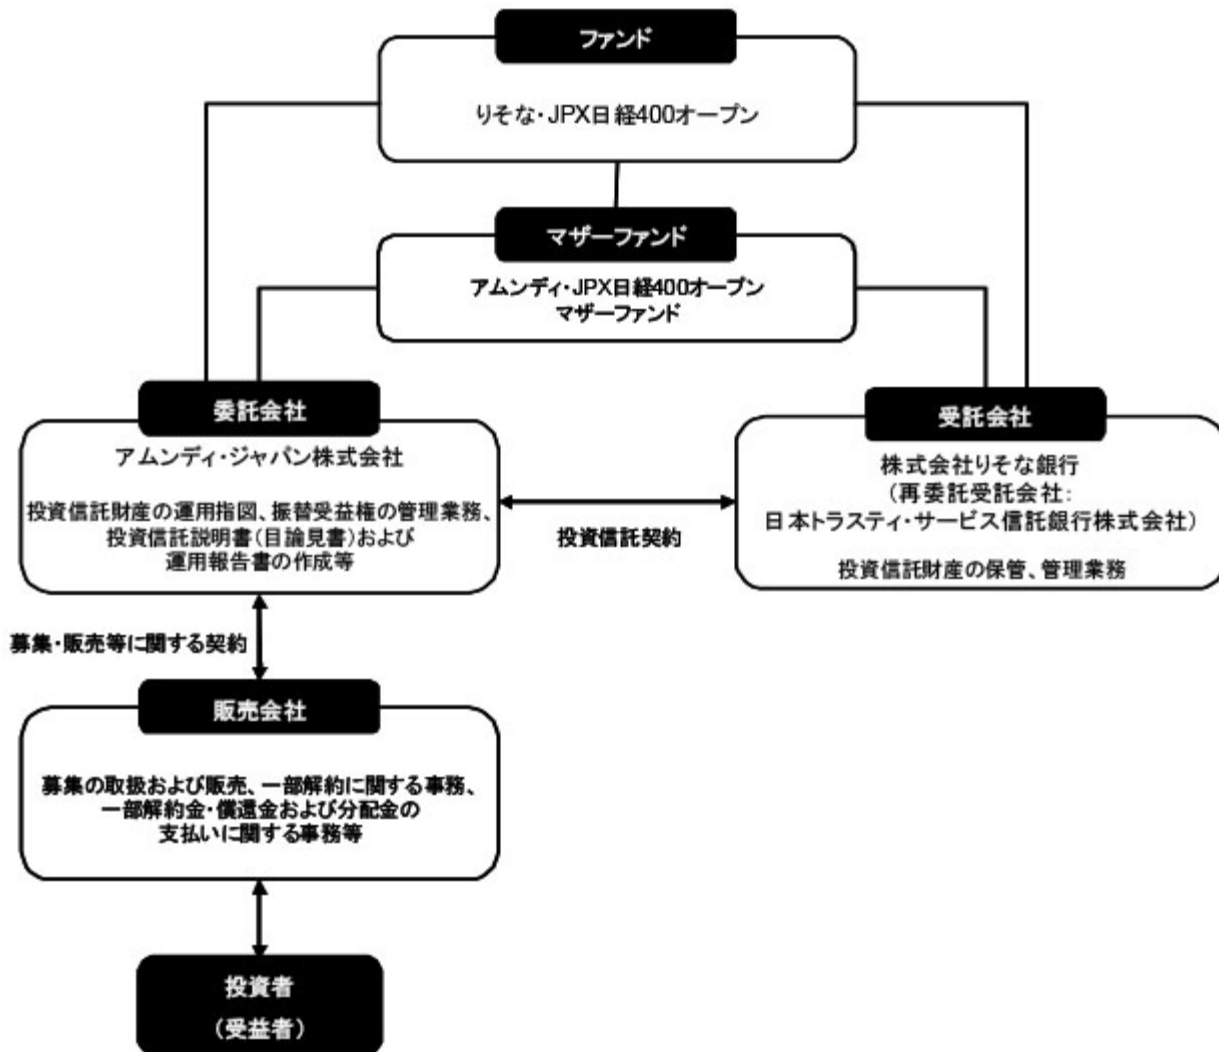 ファンド
りそな・JPX日経400オープン
マザーファンド
アムンディ・JPX日経400オープン
マザーファンド
委託会社
アムンディ・ジャパン株式会社
投資信託財産の運用指図、振替受益権の管理業務、
投資信託説明書(目論見書)および
運用報告書の作成等
投資信託契約
受託会社
株式会社りそな銀行
(再委託受託会社:
日本トラスティ・サービス信託銀行株式会社)
投資信託財産の保管、管理業務
募集・販売等に関する契約
販売会社
募集の取扱および販売、一部解約に関する事務、
一部解約金・償還金および分配金の
支払いに関する事務等
投資者
(受益者)